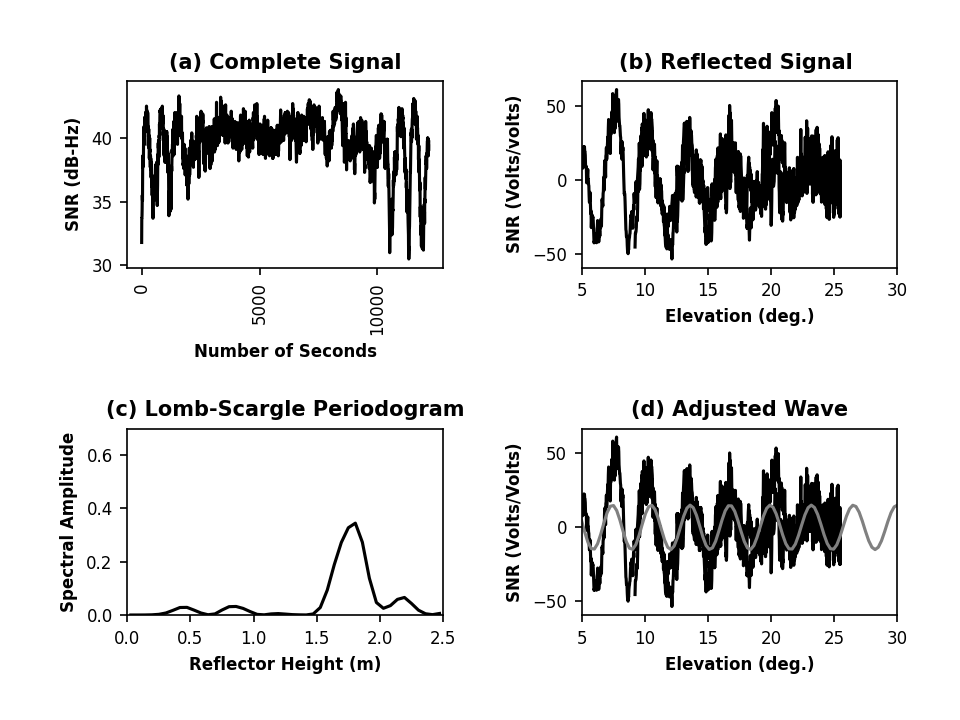 (a) Complete Signal
SNR (dB-Hz)
40
35
30
0
5000
10000
Number of Seconds
(b) Reflected Signal
SNR (Volts/volts)
50
0
−50
5 10 15 20 25 30
Elevation (deg.)
(c) Lomb-Scargle Periodogram
Spectral Amplitude
0.6
0.4
0.2
0.0
0.0 0.5 1.0 1.5 2.0 2.5
Reflector Height (m)
(d) Adjusted Wave
SNR (Volts/Volts)
50
0
−50
5 10 15 20 25 30
Elevation (deg.)